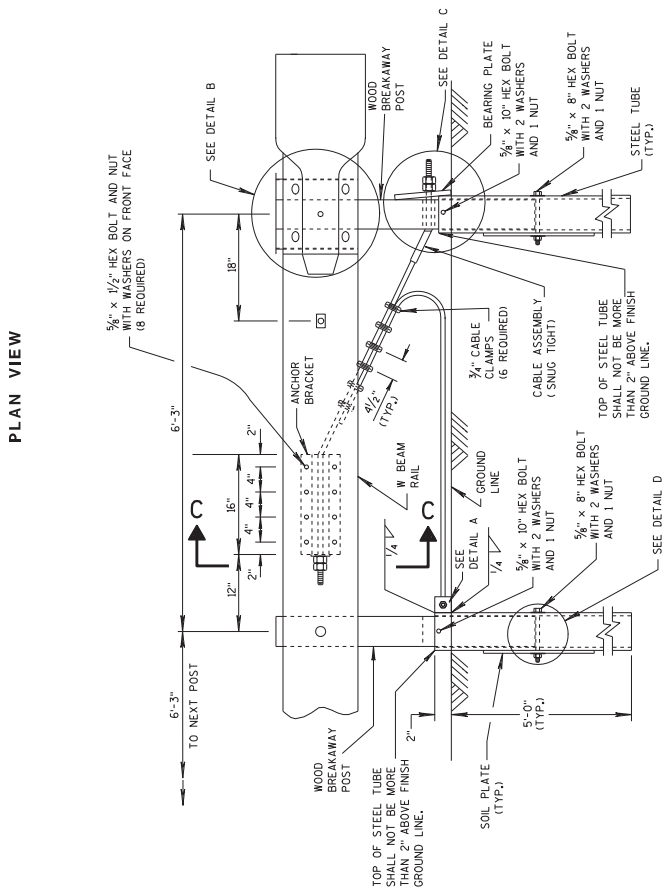 PLAN VIEW
5/8" x 1 1/2" HEX BOLT AND NUT
WITH WASHERS ON FRONT FACE
(8 REQUIRED)
SEE DETAIL B
6'-3"
6'-3"
TO NEXT POST
12"
16"
2"
4"
4"
4"
2"
18"
C
C
ANCHOR
BRACKET
W BEAM
RAIL
4 1/2"
(TYP.)
WOOD
BREAKAWAY
POST
SEE DETAIL C
BEARING PLATE
5/8" x 10" HEX BOLT
WITH 2 WASHERS
AND 1 NUT
5/8" x 8" HEX BOLT
WITH 2 WASHERS
AND 1 NUT
STEEL TUBE
(TYP.)
3/4" CABLE
CLAMPS
(6 REQUIRED)
CABLE ASSEMBLY
(SNUG TIGHT)
TOP OF STEEL TUBE
SHALL NOT BE MORE
THAN 2" ABOVE FINISH
GROUND LINE.
1/4
SEE
DETAIL A
GROUND
LINE
1/4
5/8" x 10" HEX BOLT
WITH 2 WASHERS
AND 1 NUT
5/8" x 8" HEX BOLT
WITH 2 WASHERS
AND 1 NUT
SEE DETAIL D
WOOD
BREAKAWAY
POST
TOP OF STEEL TUBE
SHALL NOT BE MORE
THAN 2" ABOVE FINISH
GROUND LINE.
2"
5'-0"
(TYP.)
SOIL PLATE
(TYP.)